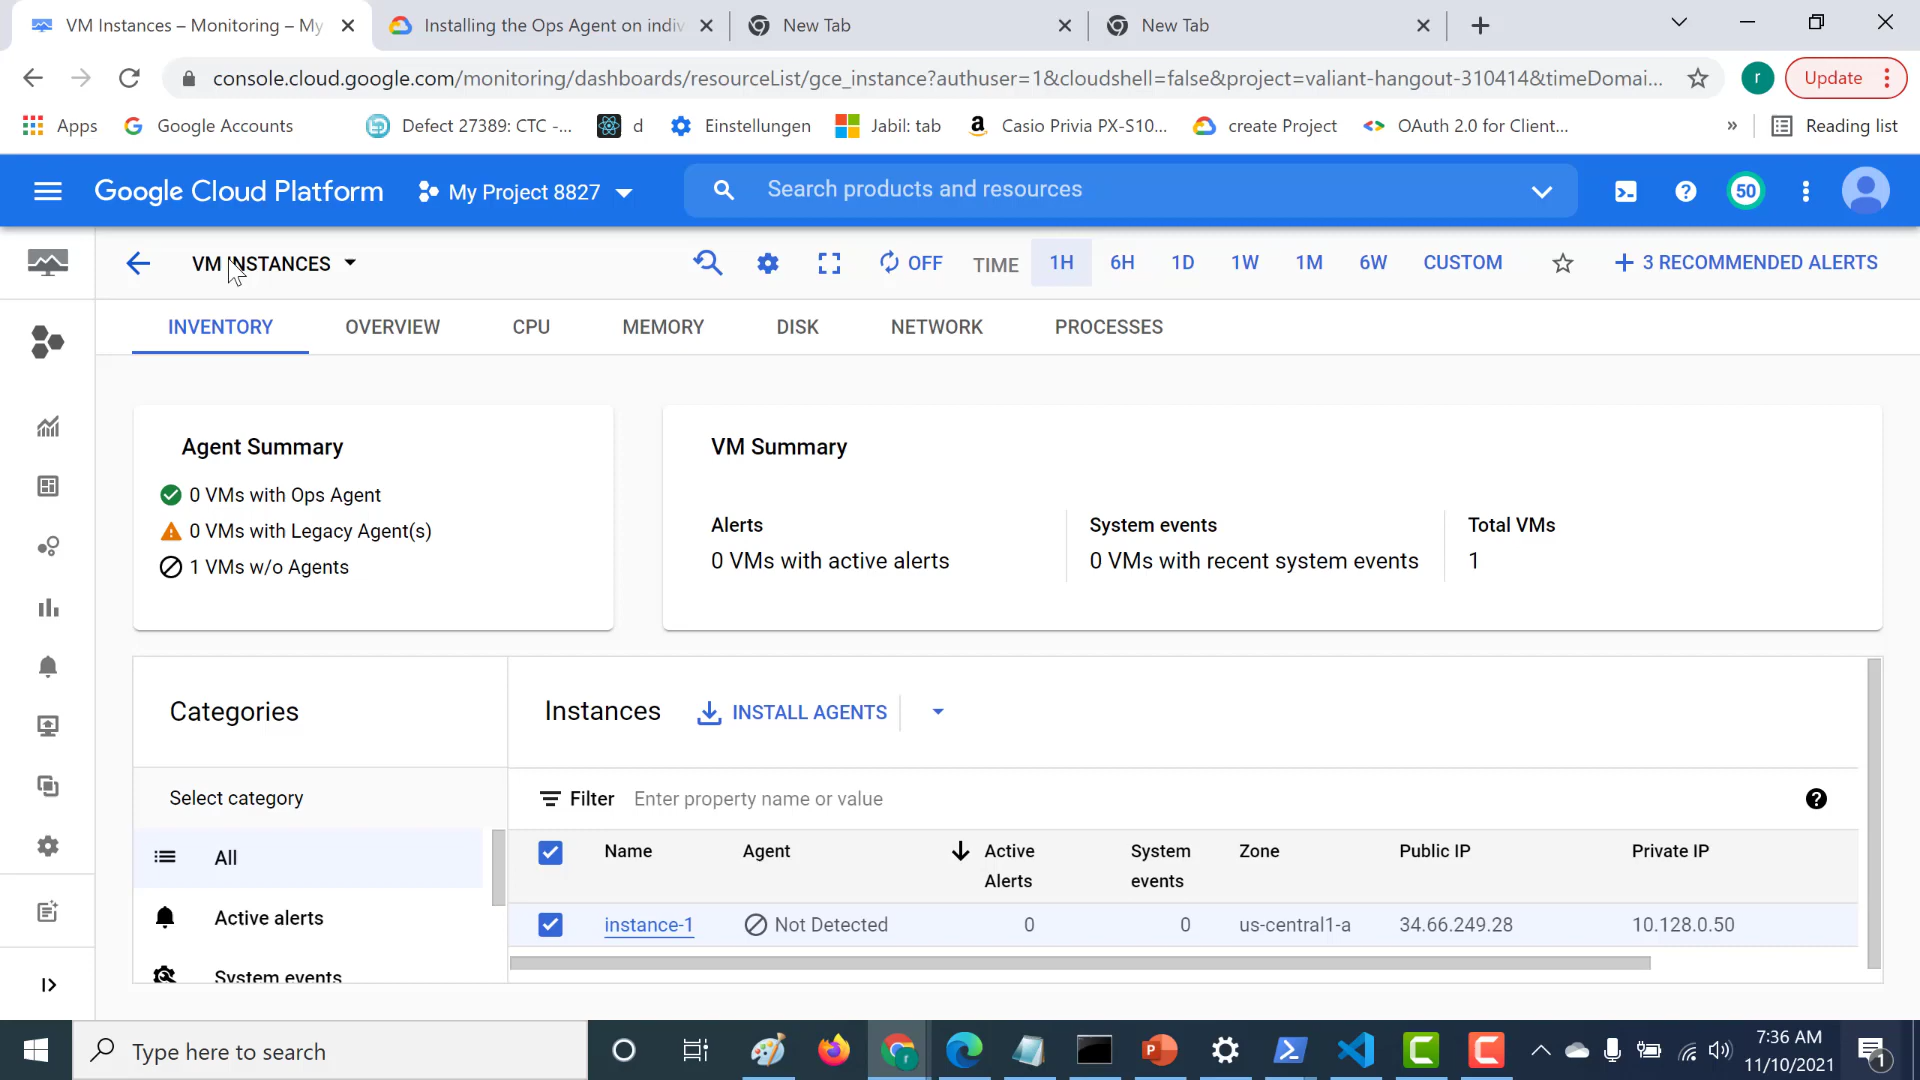 VM Instances – Monitoring – My
Installing the Ops Agent on indiv
New Tab
New Tab
console.cloud.google.com/monitoring/dashboards/resourceList/gce_instance?authuser=1&cloudshell=false&project=valiant-hangout-310414&timeDomai...
r
Update
Apps
Google Accounts
Defect 27389: CTC -...
d
Einstellungen
Jabil: tab
Casio Privia PX-S10...
create Project
OAuth 2.0 for Client...
»
Reading list
Google Cloud Platform
My Project 8827
Search products and resources
50
VM INSTANCES
OFF
TIME
1H
6H
1D
1W
1M
6W
CUSTOM
3 RECOMMENDED ALERTS
INVENTORY
OVERVIEW
CPU
MEMORY
DISK
NETWORK
PROCESSES
Agent Summary
0 VMs with Ops Agent
0 VMs with Legacy Agent(s)
1 VMs w/o Agents
VM Summary
Alerts
0 VMs with active alerts
System events
0 VMs with recent system events
Total VMs
1
Categories
Select category
All
Active alerts
System events
Instances
INSTALL AGENTS
Filter
Enter property name or value
Name
Agent
Active
Alerts
System
events
Zone
Public IP
Private IP
instance-1
Not Detected
0
0
us-central1-a
34.66.249.28
10.128.0.50
Type here to search
7:36 AM
11/10/2021
1